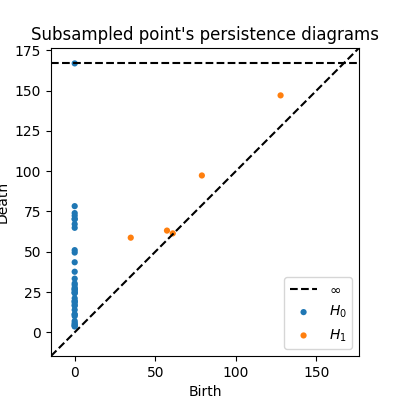 Subsampled point's persistence diagrams
175
150
125
100
75
50
25
0
Death
0
50
100
150
Birth
∞
H₀
H₁